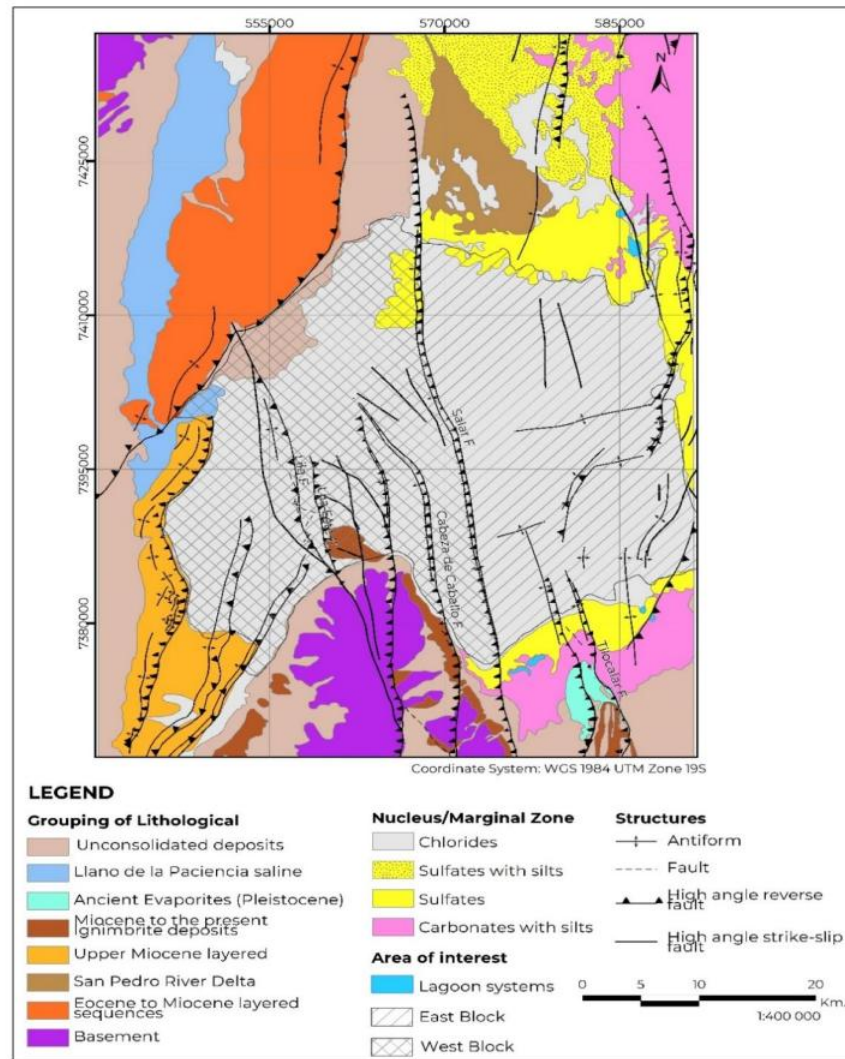 555000 570000 585000
N
7425000
7410000
7395000
7380000
Salar F.
Lila F.
Cabeza de Caballo F.
Tilocalar F.
Coordinate System: WGS 1984 UTM Zone 19S
LEGEND
Grouping of Lithological
Unconsolidated deposits
Llano de la Paciencia saline
Ancient Evaporites (Pleistocene)
Miocene to the present
Ignimbrite deposits
Upper Miocene layered
San Pedro River Delta
Eocene to Miocene layered
sequences
Basement
Nucleus/Marginal Zone
Chlorides
Sulfates with silts
Sulfates
Carbonates with silts
Area of interest
Lagoon systems
East Block
West Block
Structures
Antiform
Fault
High angle reverse
fault
High angle strike-slip
fault
0 5 10 20
Km.
1:400 000